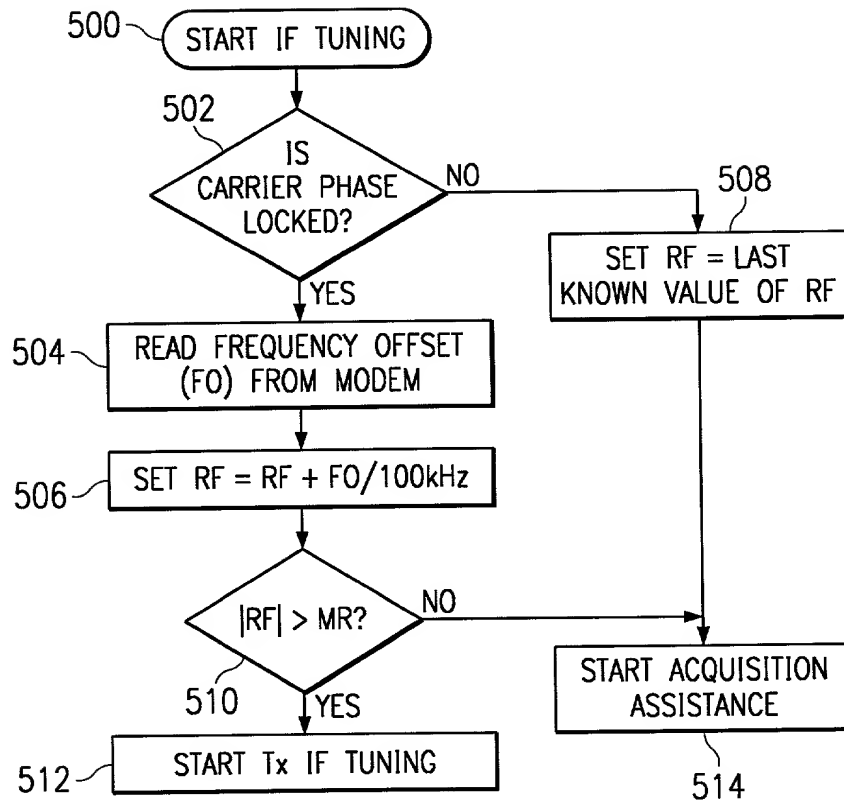 500
START IF TUNING
502
IS
CARRIER PHASE
LOCKED?
NO
YES
508
SET RF = LAST
KNOWN VALUE OF RF
504
READ FREQUENCY OFFSET
(FO) FROM MODEM
506
SET RF = RF + FO/100kHz
|RF| > MR?
NO
510
YES
START ACQUISITION
ASSISTANCE
514
512
START Tx IF TUNING